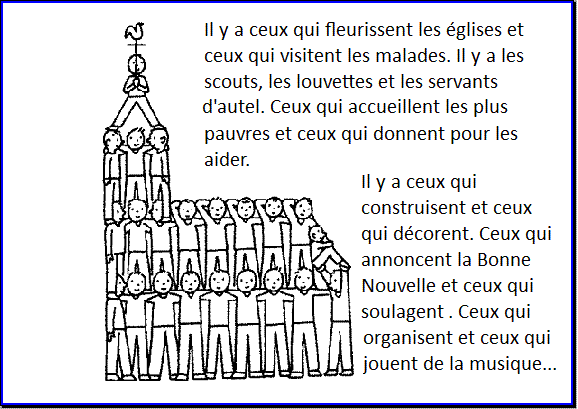 Il y a ceux qui fleurissent les églises et
ceux qui visitent les malades. Il y a les
scouts, les louvettes et les servants
d'autel. Ceux qui accueillent les plus
pauvres et ceux qui donnent pour les
aider.
Il y a ceux qui
construisent et ceux
qui décorent. Ceux qui
annoncent la Bonne
Nouvelle et ceux qui
soulagent . Ceux qui
organisent et ceux qui
jouent de la musique...